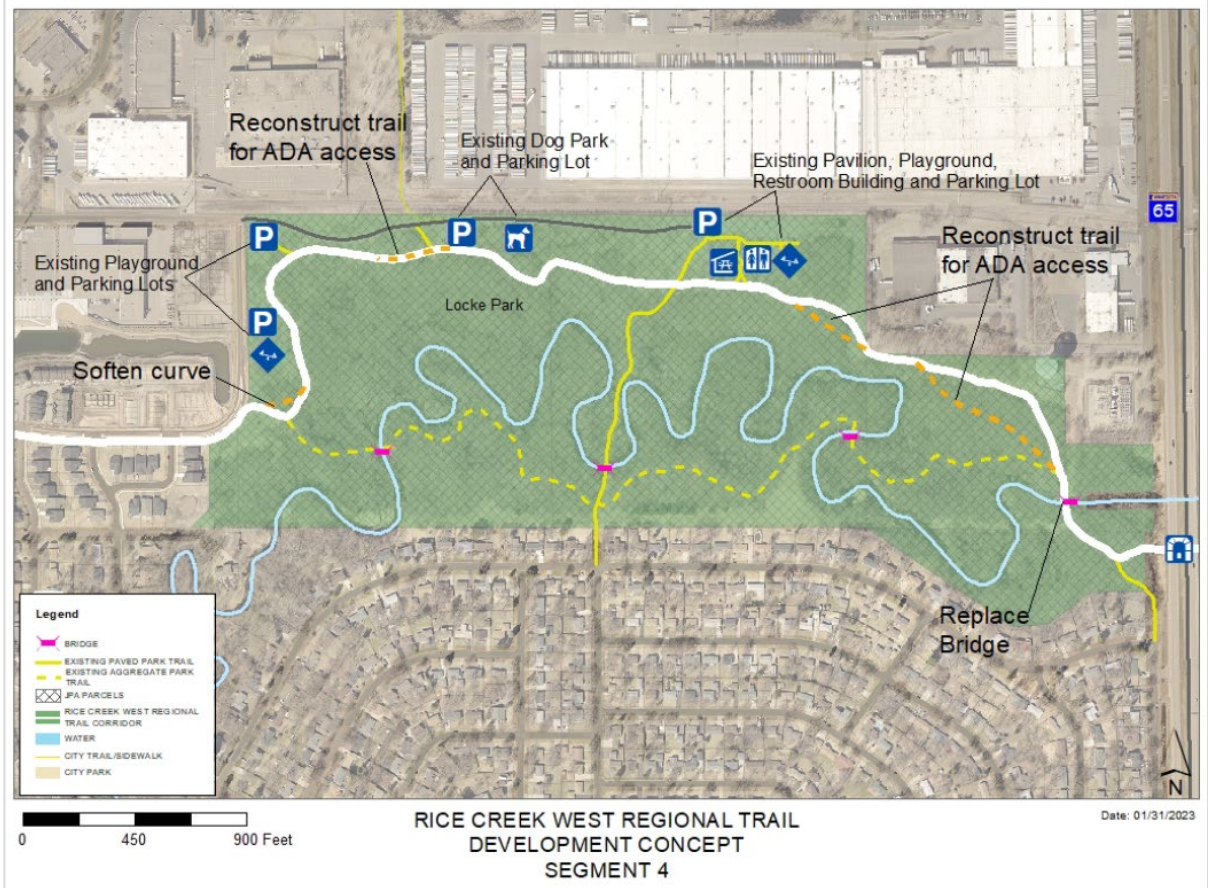 Reconstruct trail
for ADA access
Existing Dog Park
and Parking Lot
Existing Pavilion, Playground,
Restroom Building and Parking Lot
65
P
P
P
Reconstruct trail
for ADA access
Existing Playground
and Parking Lots
Locke Park
P
Soften curve
Replace
Bridge
Legend
BRIDGE
EXISTING PAVED PARK TRAIL
EXISTING AGGREGATE PARK
TRAIL
JPA PARCELS
RICE CREEK WEST REGIONAL
TRAIL CORRIDOR
WATER
CITY TRAIL/SIDEWALK
CITY PARK
N
0 450 900 Feet
RICE CREEK WEST REGIONAL TRAIL
DEVELOPMENT CONCEPT
SEGMENT 4
Date: 01/31/2023